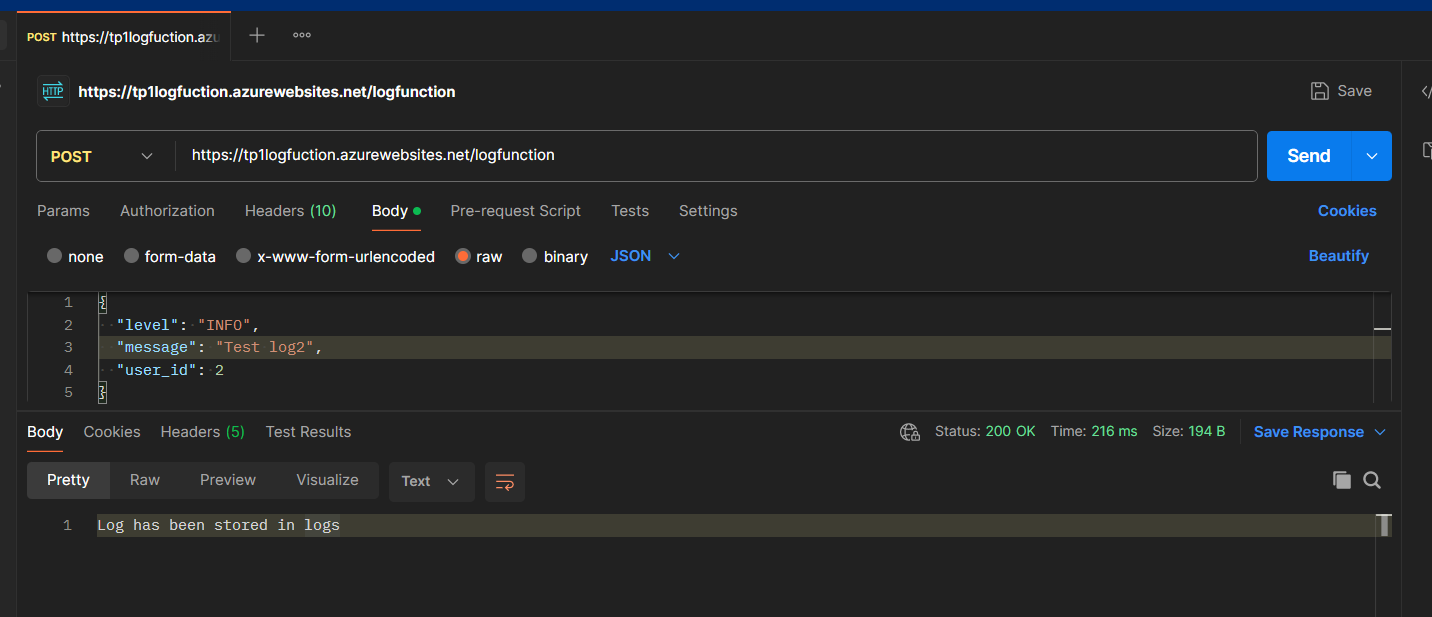 POST https://tp1logfuction.azu
HTTP https://tp1logfuction.azurewebsites.net/logfunction Save
POST https://tp1logfuction.azurewebsites.net/logfunction Send
Params Authorization Headers (10) Body Pre-request Script Tests Settings Cookies
none form-data x-www-form-urlencoded raw binary JSON Beautify
1 {
2 "level": "INFO",
3 "message": "Test log2",
4 "user_id": 2
5 }
Body Cookies Headers (5) Test Results Status: 200 OK Time: 216 ms Size: 194 B Save Response
Pretty Raw Preview Visualize Text
1 Log has been stored in logs